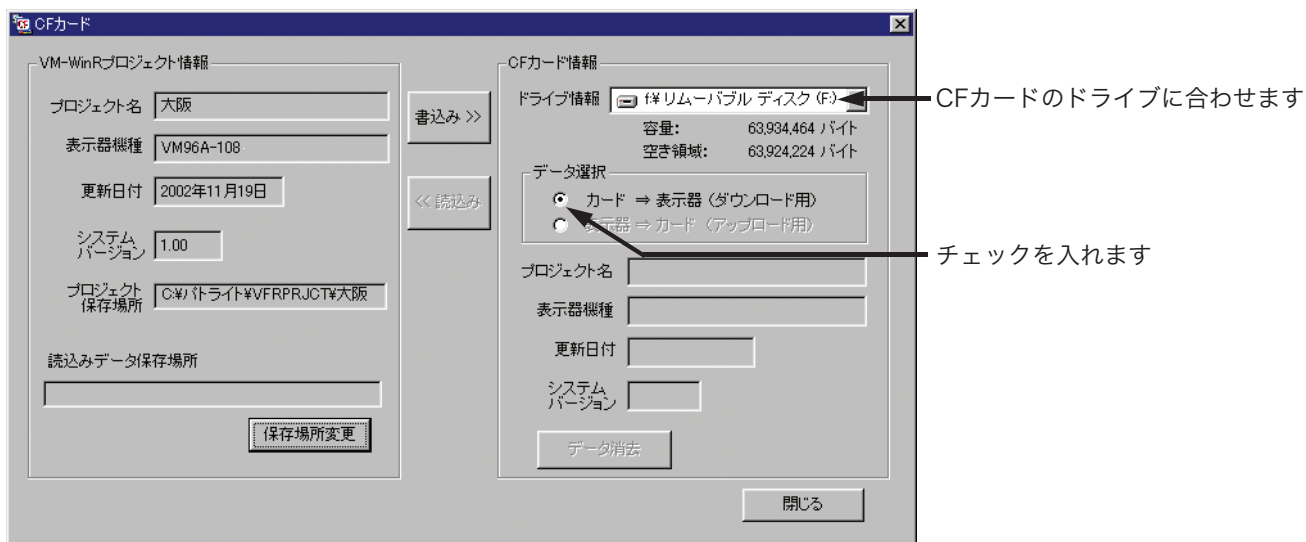 CFカード
VM-WinRプロジェクト情報
プロジェクト名 大阪
表示器機種 VM96A-108
更新日付 2002年11月19日
システム
バージョン 1.00
プロジェクト
保存場所 C:¥パトライト¥VFRPRJCT¥大阪
読込みデータ保存場所
保存場所変更
書込み >>
<< 読込み
CFカード情報
ドライブ情報 f:¥ リムーバブル ディスク (F:)
容量: 63,934,464 バイト
空き領域: 63,924,224 バイト
データ選択
カード ⇒ 表示器 (ダウンロード用)
表示器 ⇒ カード (アップロード用)
プロジェクト名
表示器機種
更新日付
システム
バージョン
データ消去
閉じる
CFカードのドライブに合わせます
チェックを入れます